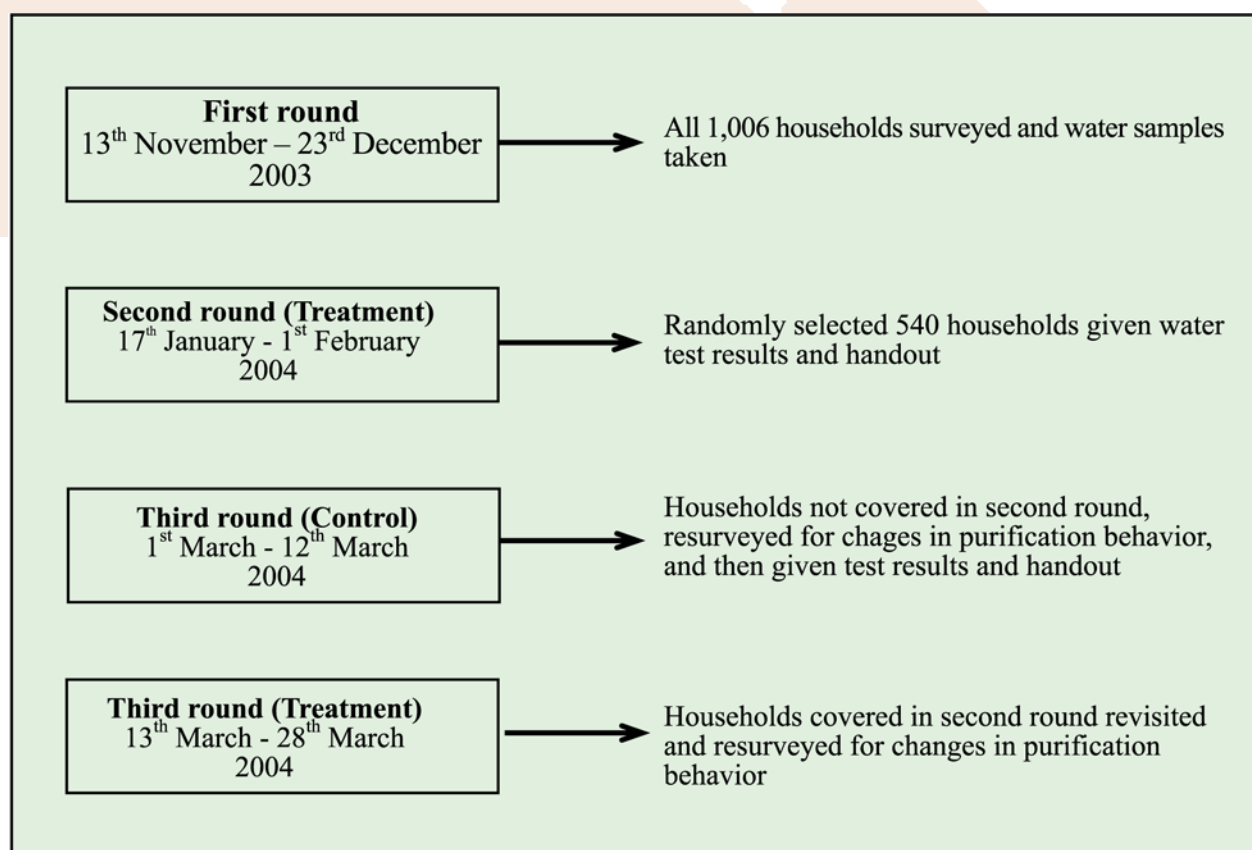 First round
13th November – 23rd December
2003
All 1,006 households surveyed and water samples
taken
Second round (Treatment)
17th January - 1st February
2004
Randomly selected 540 households given water
test results and handout
Third round (Control)
1st March - 12th March
2004
Households not covered in second round,
resurveyed for chages in purification behavior,
and then given test results and handout
Third round (Treatment)
13th March - 28th March
2004
Households covered in second round revisited
and resurveyed for changes in purification
behavior